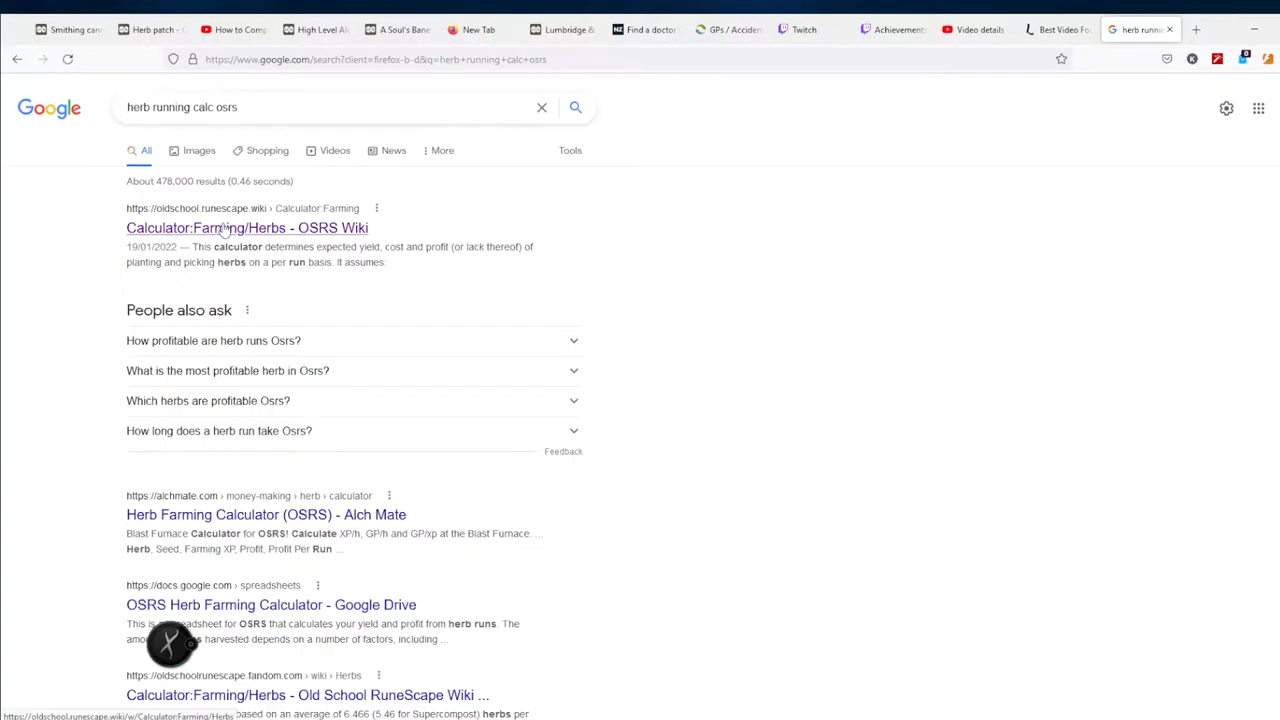 Smithing can
Herb patch - 
How to Comp
High Level Al
A Soul's Bane
New Tab
Lumbridge &
Find a doctor
GPs / Acciden
Twitch
Achievements
Video details
Best Video Fo
herb runnin
https://www.google.com/search?client=firefox-b-d&q=herb+running+calc+osrs
Google
herb running calc osrs
All
Images
Shopping
Videos
News
More
Tools
About 478,000 results (0.46 seconds)
https://oldschool.runescape.wiki › Calculator:Farming
Calculator:Farming/Herbs - OSRS Wiki
19/01/2022 — This calculator determines expected yield, cost and profit (or lack thereof) of
planting and picking herbs on a per run basis. It assumes:
People also ask
How profitable are herb runs Osrs?
What is the most profitable herb in Osrs?
Which herbs are profitable Osrs?
How long does a herb run take Osrs?
Feedback
https://alchmate.com › money-making › herb › calculator
Herb Farming Calculator (OSRS) - Alch Mate
Blast Furnace Calculator for OSRS! Calculate XP/h, GP/h and GP/xp at the Blast Furnace. ...
Herb, Seed, Farming XP, Profit, Profit Per Run ...
https://docs.google.com › spreadsheets
OSRS Herb Farming Calculator - Google Drive
This is a spreadsheet for OSRS that calculates your yield and profit from herb runs. The
harvested depends on a number of factors, including ...
https://oldschoolrunescape.fandom.com › wiki › Herbs
Calculator:Farming/Herbs - Old School RuneScape Wiki ...
based on an average of 6.466 (5.46 for Supercompost) herbs per
https://oldschool.runescape.wiki/w/Calculator:Farming/Herbs